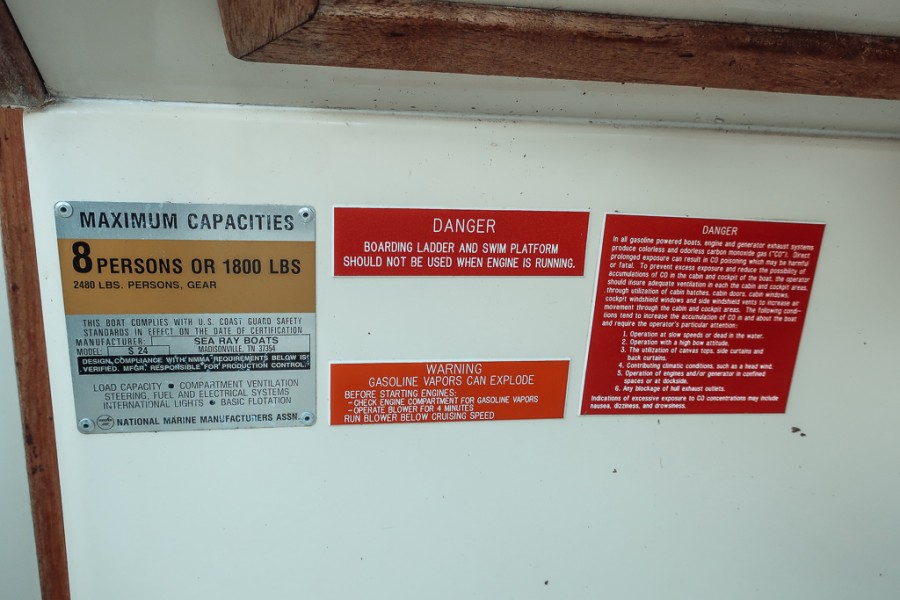 MAXIMUM CAPACITIES
8 PERSONS OR 1800 LBS
2480 LBS. PERSONS, GEAR
THIS BOAT COMPLIES WITH U.S. COAST GUARD SAFETY
STANDARDS IN EFFECT ON THE DATE OF CERTIFICATION
MANUFACTURER: SEA RAY BOATS
MADISONVILLE, TN 37354
MODEL: S 24
DESIGN COMPLIANCE WITH NMMA REQUIREMENTS BELOW IS
VERIFIED. MFGR. RESPONSIBLE FOR PRODUCTION CONTROL.
LOAD CAPACITY • COMPARTMENT VENTILATION
STEERING, FUEL AND ELECTRICAL SYSTEMS
INTERNATIONAL LIGHTS • BASIC FLOTATION
NATIONAL MARINE MANUFACTURERS ASSN.
DANGER
BOARDING LADDER AND SWIM PLATFORM
SHOULD NOT BE USED WHEN ENGINE IS RUNNING.
WARNING
GASOLINE VAPORS CAN EXPLODE
BEFORE STARTING ENGINES:
-CHECK ENGINE COMPARTMENT FOR GASOLINE VAPORS
-OPERATE BLOWER FOR 4 MINUTES
RUN BLOWER BELOW CRUISING SPEED
DANGER
In all gasoline powered boats, engine and generator exhaust systems
produce colorless and odorless carbon monoxide gas ("CO"). Direct
prolonged exposure can result in CO poisoning which may be harmful
or fatal. To prevent excess exposure and reduce the possibility of
accumulations of CO in the cabin and cockpit of the boat, the operator
should insure adequate ventilation in each the cabin and cockpit areas,
through utilization of cabin hatches, cabin doors, cabin windows,
cockpit windshield windows and side windshield vents to increase air
movement through the cabin and cockpit areas. The following condi-
tions tend to increase the accumulation of CO in and about the boat
and require the operator's particular attention:
1. Operation at slow speeds or dead in the water.
2. Operation with a high bow attitude.
3. The utilization of canvas tops, side curtains and
back curtains.
4. Contributing climatic conditions, such as a head wind.
5. Operation of engines and/or generator in confined
spaces or at dockside.
6. Any blockage of hull exhaust outlets.
Indications of excessive exposure to CO concentrations may include
nausea, dizziness, and drowsiness.